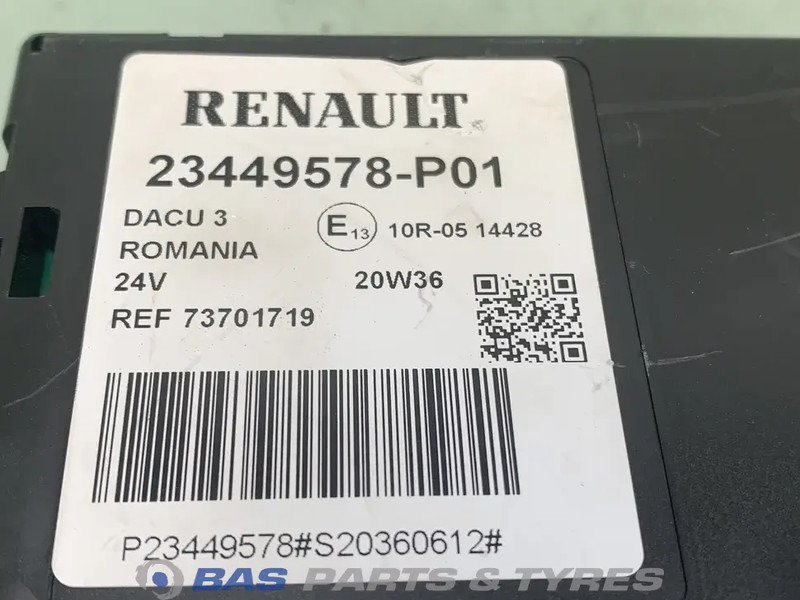 RENAULT
23449578-P01
DACU 3 E13 10R-05 14428
ROMANIA
24V 20W36
REF 73701719
P23449578#S20360612#
BAS PARTS & TYRES